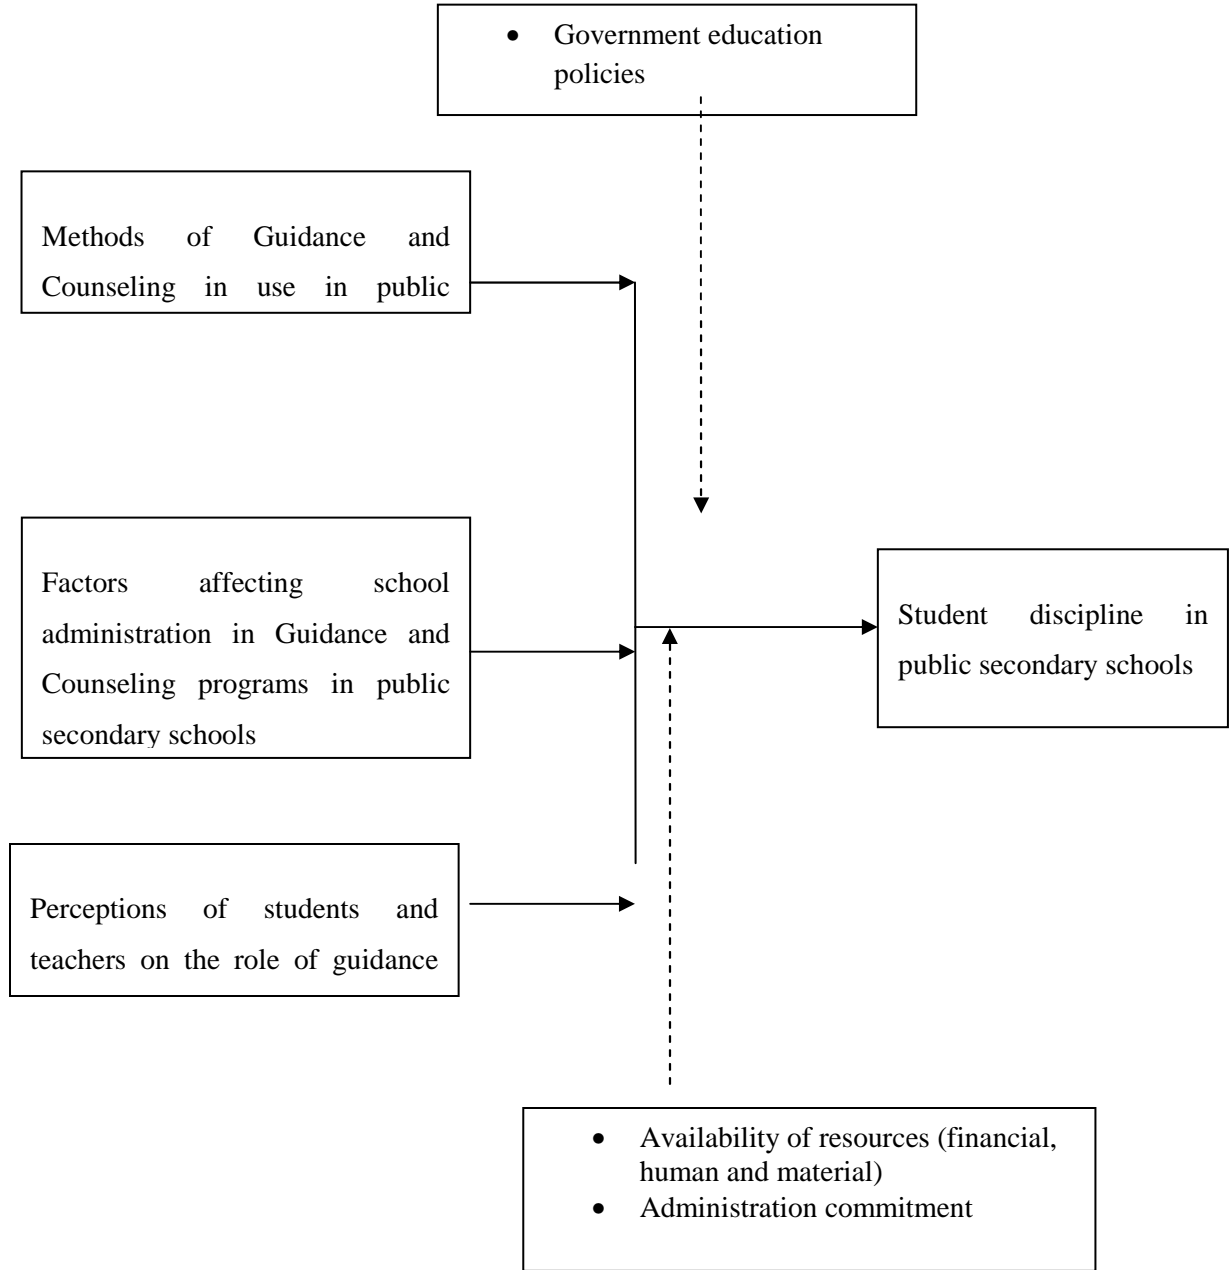 • Government education
policies
Methods of Guidance and
Counseling in use in public
Factors affecting school
administration in Guidance and
Counseling programs in public
secondary schools
Student discipline in
public secondary schools
Perceptions of students and
teachers on the role of guidance
• Availability of resources (financial,
human and material)
• Administration commitment